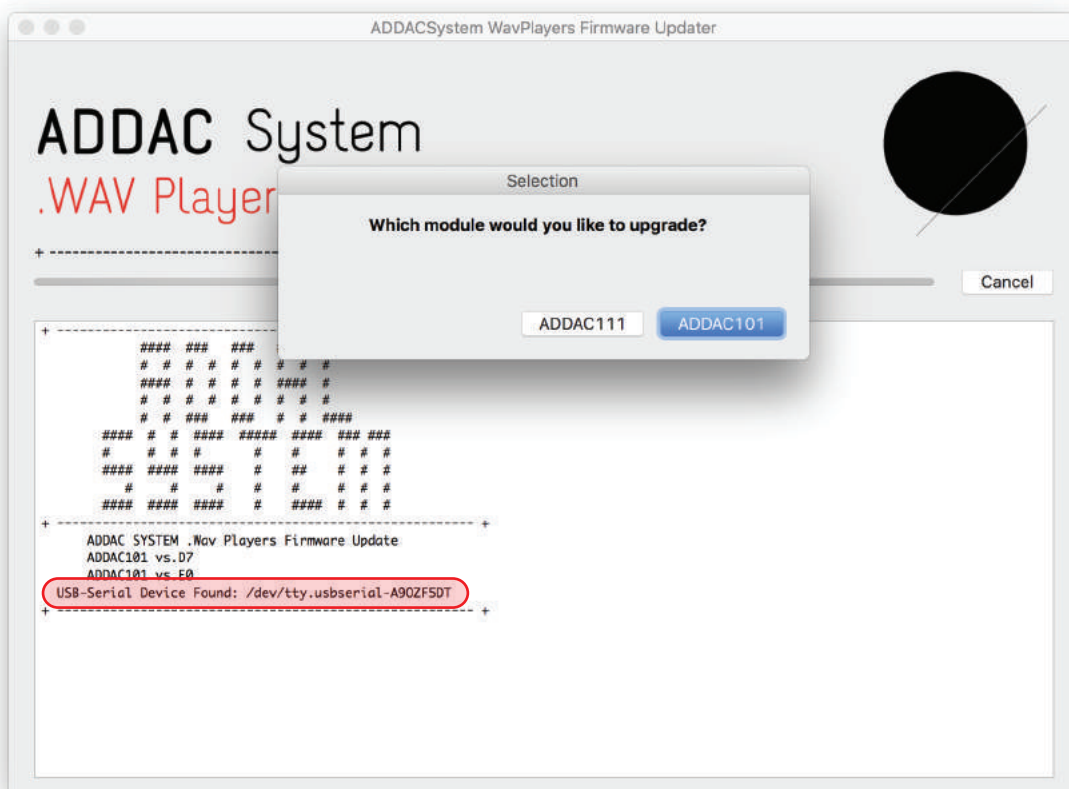 ADDACSystem WavPlayers Firmware Updater
ADDAC System
.WAV Player
Selection
Which module would you like to upgrade?
ADDAC111
ADDAC101
Cancel
+ -----------------------------
+ -----------------------------
#### ### ###
# # # # # # # # #
#### # # # # #### #
# # # # # # # # #
# # ### ### # # ####
#### # # #### ##### #### ### ###
# # # # # # # # #
#### #### #### # ## # # #
# # # # # # # #
#### #### #### # #### # # #
+ ------------------------------------------------------- +
ADDAC SYSTEM .Wav Players Firmware Update
ADDAC101 vs.D7
ADDAC101 vs.E0
USB-Serial Device Found: /dev/tty.usbserial-A9OZF5DT
+ ------------------------------------------------------- +